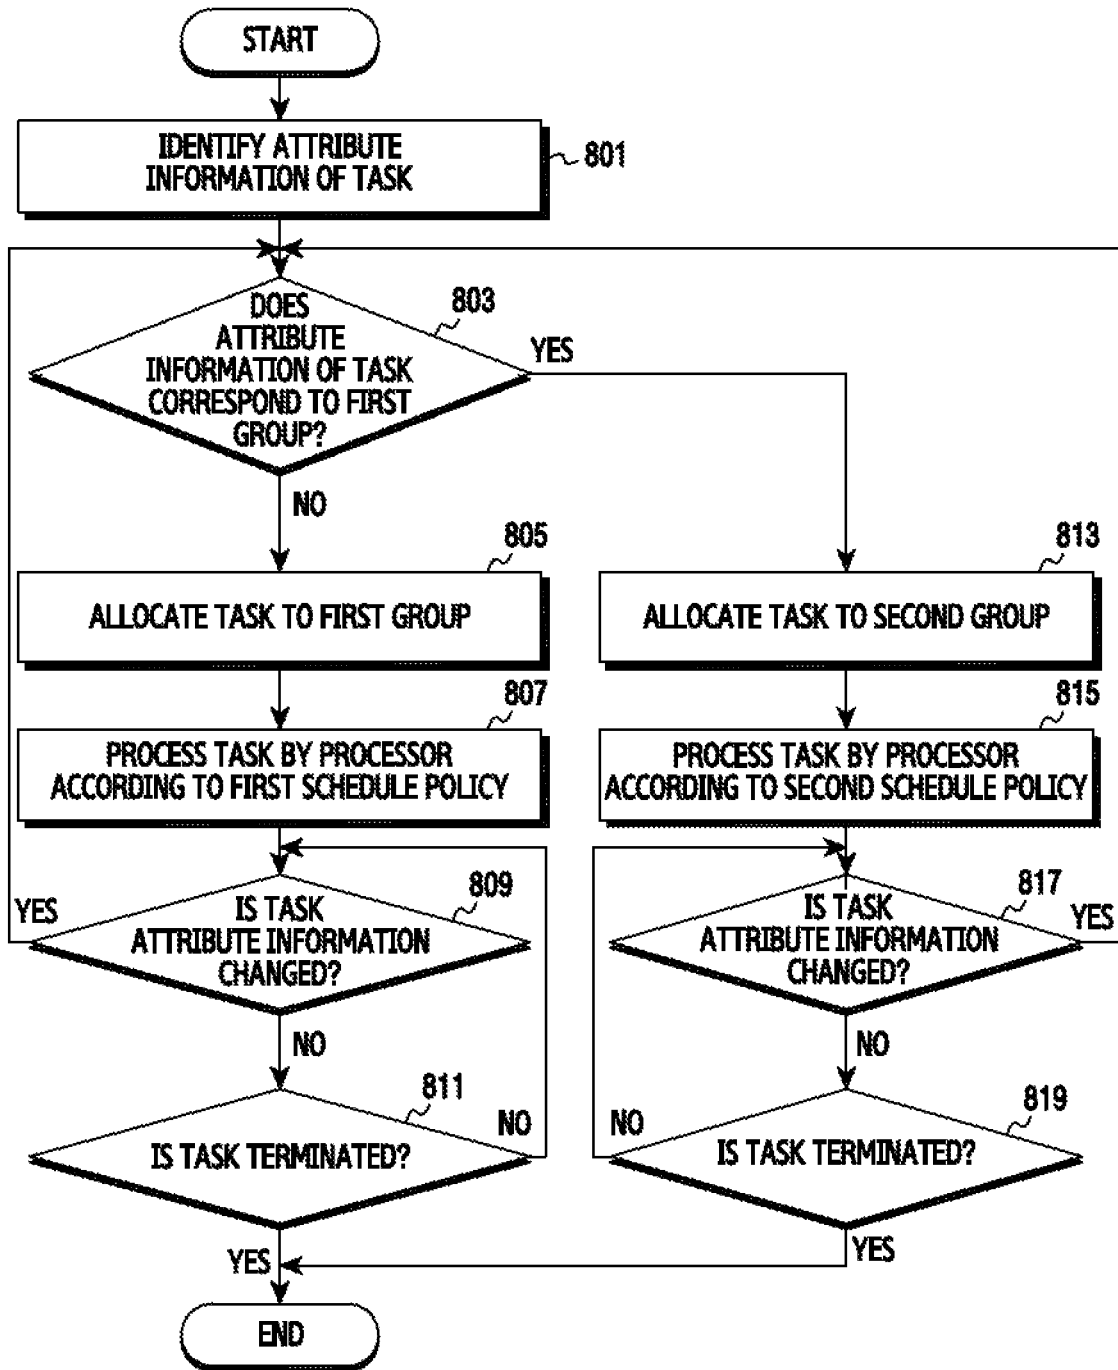 START
IDENTIFY ATTRIBUTE
INFORMATION OF TASK
801
DOES
ATTRIBUTE
INFORMATION OF TASK
CORRESPOND TO FIRST
GROUP?
803
YES
NO
805
ALLOCATE TASK TO FIRST GROUP
813
ALLOCATE TASK TO SECOND GROUP
807
PROCESS TASK BY PROCESSOR
ACCORDING TO FIRST SCHEDULE POLICY
815
PROCESS TASK BY PROCESSOR
ACCORDING TO SECOND SCHEDULE POLICY
YES
809
IS TASK
ATTRIBUTE INFORMATION
CHANGED?
NO
817
IS TASK
ATTRIBUTE INFORMATION
CHANGED?
YES
NO
811
IS TASK TERMINATED?
NO
YES
819
NO
IS TASK TERMINATED?
YES
END